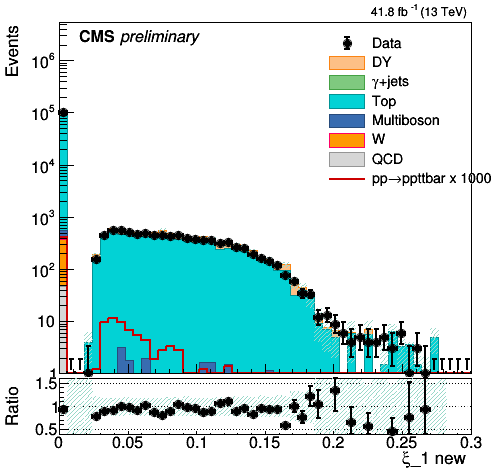 41.8 fb⁻¹ (13 TeV)
CMS preliminary
Events
Data
DY
γ+jets
Top
Multiboson
W
QCD
pp→ppttbar x 1000
10⁶
10⁵
10⁴
10³
10²
10
1
Ratio
1.5
1
0.5
0 0.05 0.1 0.15 0.2 0.25 0.3
ξ_1 new